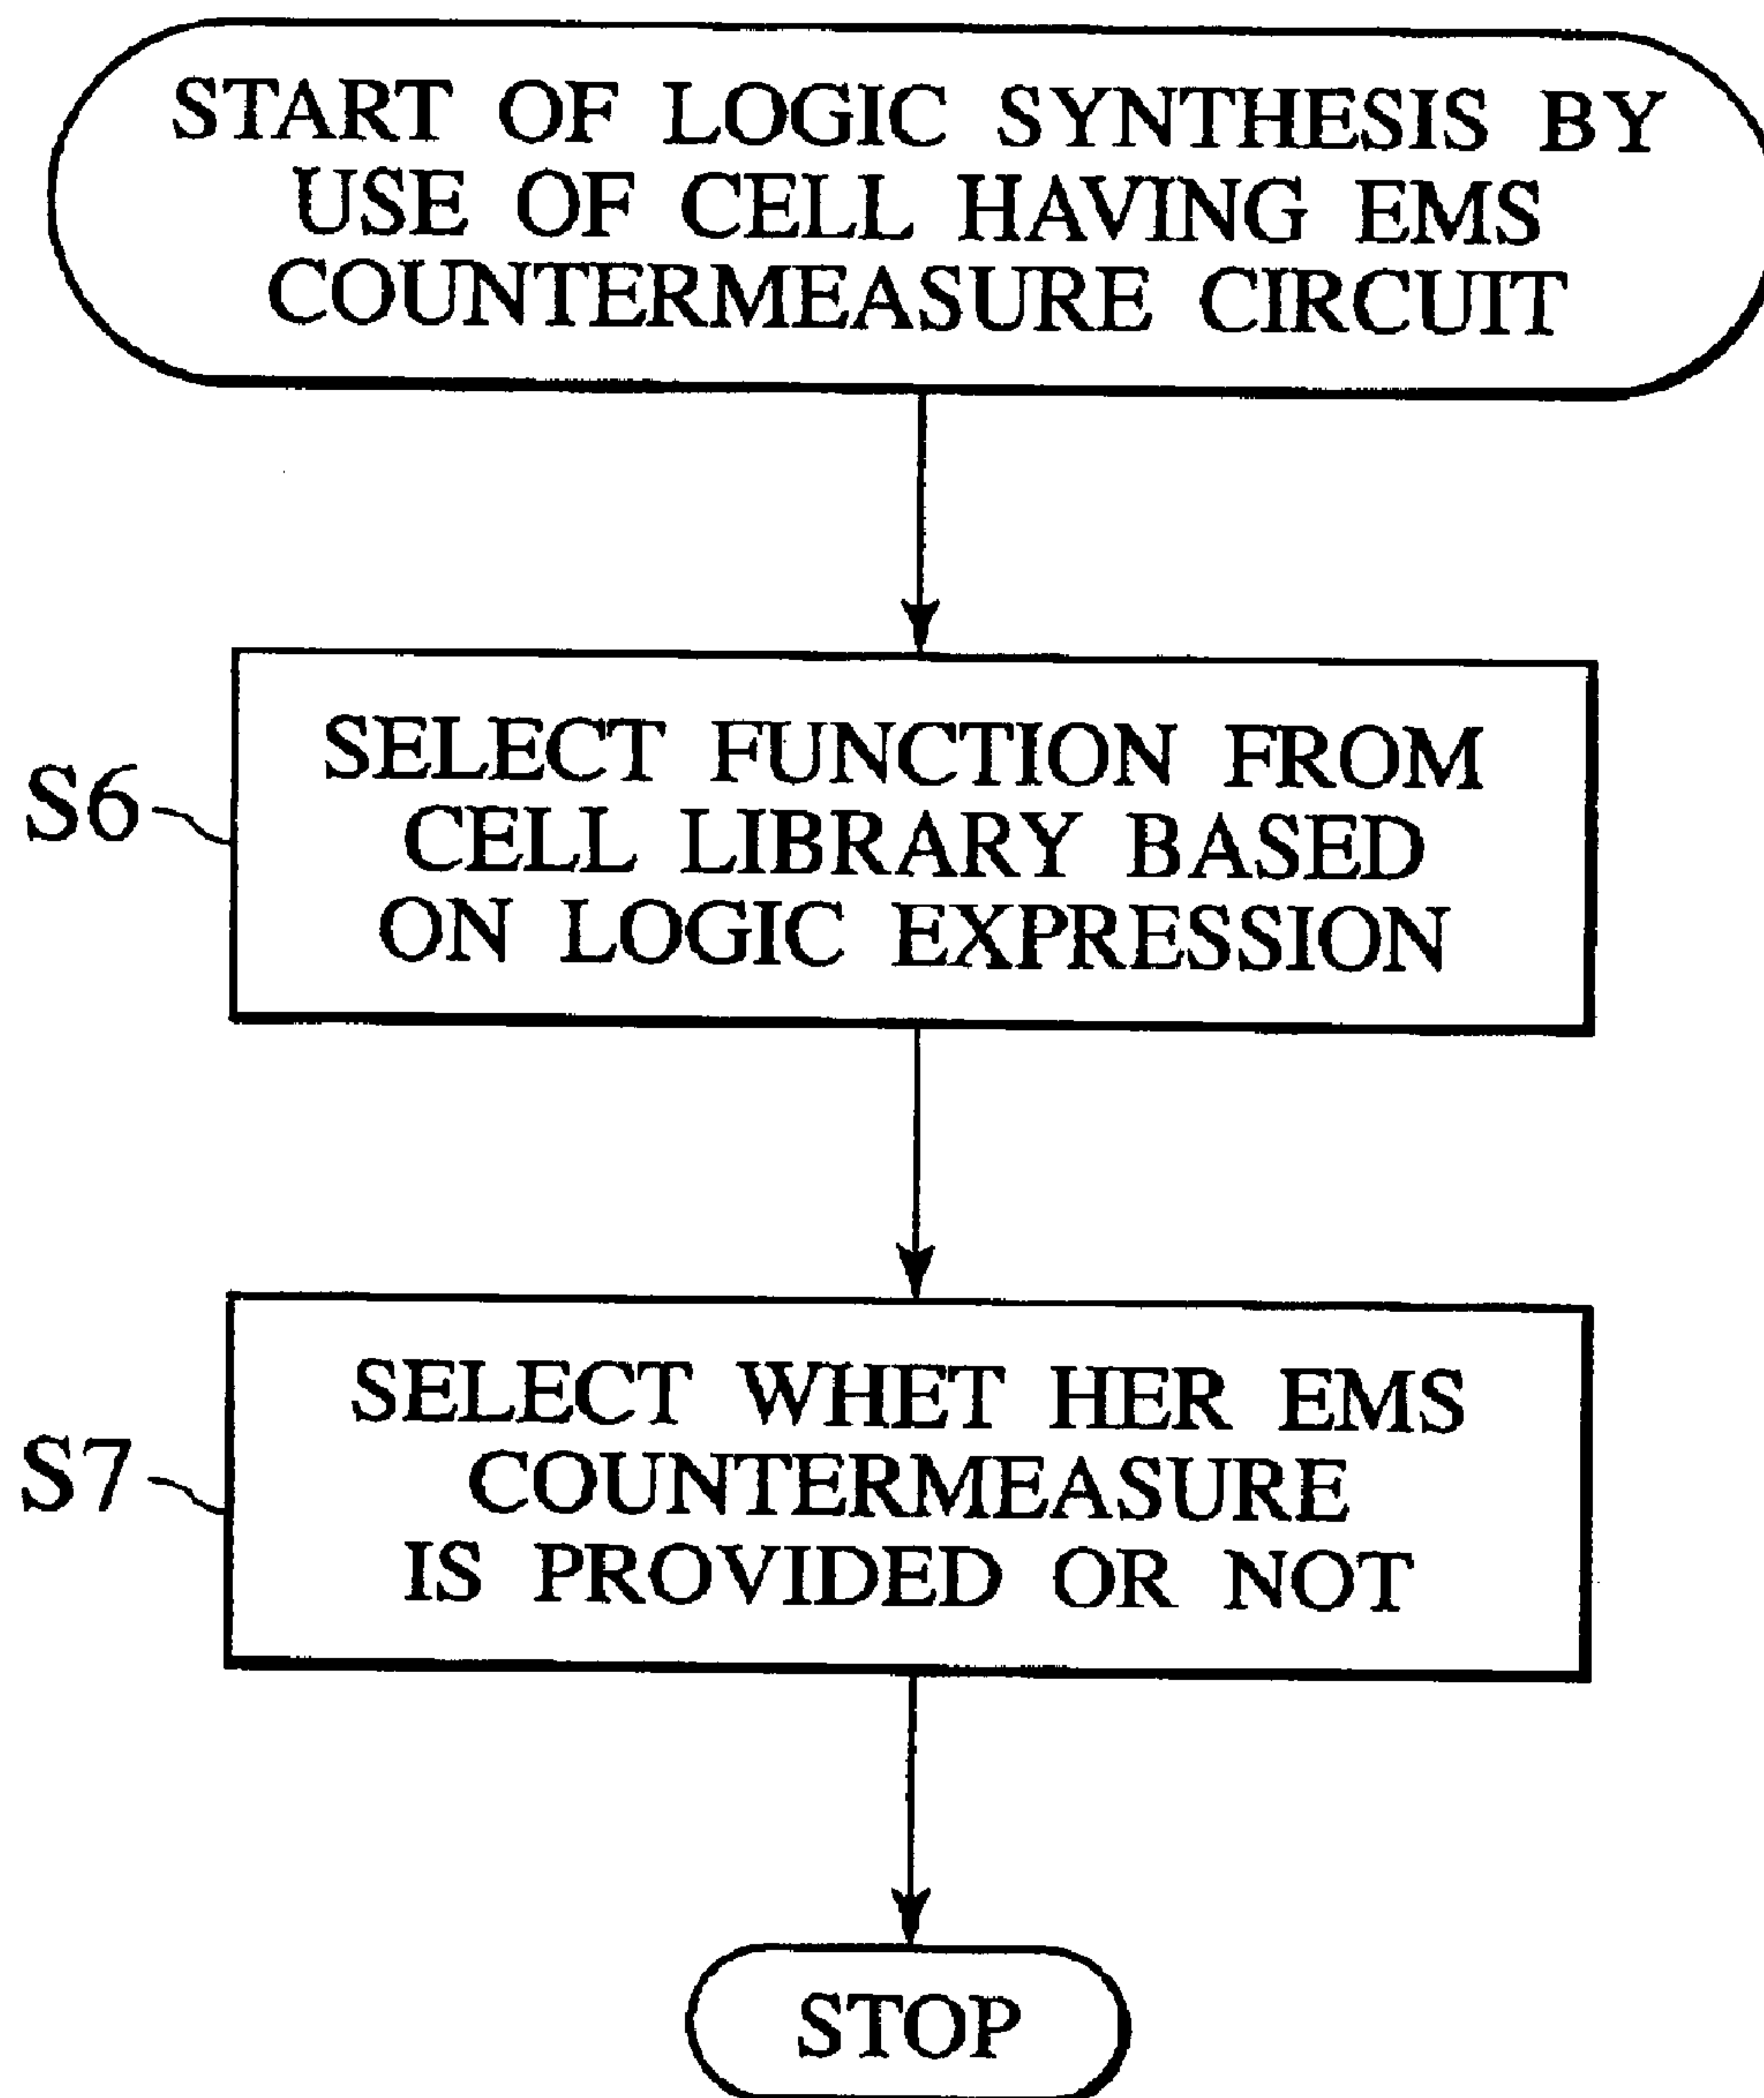 START OF LOGIC SYNTHESIS BY
USE OF CELL HAVING EMS
COUNTERMEASURE CIRCUIT
S6
SELECT FUNCTION FROM
CELL LIBRARY BASED
ON LOGIC EXPRESSION
S7
SELECT WHET HER EMS
COUNTERMEASURE
IS PROVIDED OR NOT
STOP